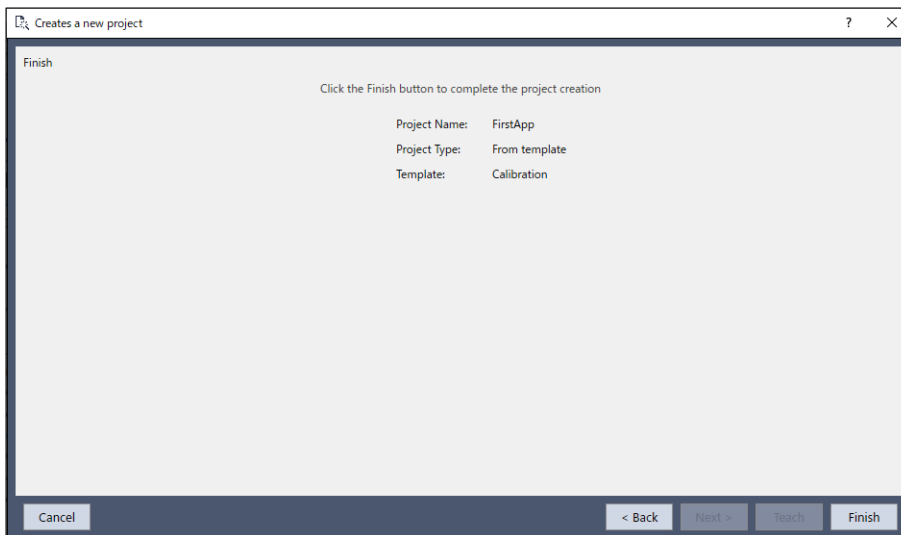 Creates a new project ?
Finish
Click the Finish button to complete the project creation
Project Name: FirstApp
Project Type: From template
Template: Calibration
Cancel < Back Next > Teach Finish